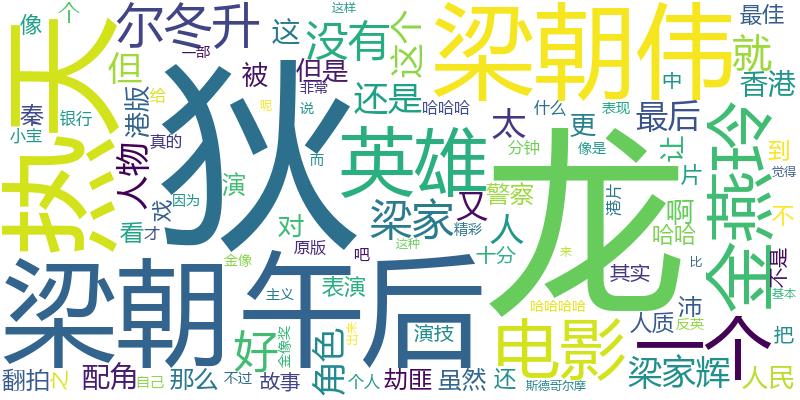 像
个
尔冬升
这
没有
这个
梁朝伟
最佳
一部
这样
就
热天
但
被
但是
非常
中
香港
秦
银行
港版
给
狄
呢
说
还是
哈哈哈
什么
表现
太
更
最后
龙
小宝
真的
人物
演
而
英雄
分钟
像是
让
片
金燕玲
到
觉得
戏
因为
梁家
又
警察
港片
啊
不
看
才
对
精彩
人
哈哈
原版
吧
这种
十分
金像
来
比
其实
不是
梁朝
午后
主义
表演
基本
哈哈哈哈
沛
人质
反英
把
好
金像奖
演技
电影
一个
翻拍
配角
自己
那么
不过
故事
角色
个人
劫匪
虽然
还
斯德哥尔摩
梁家辉
人民